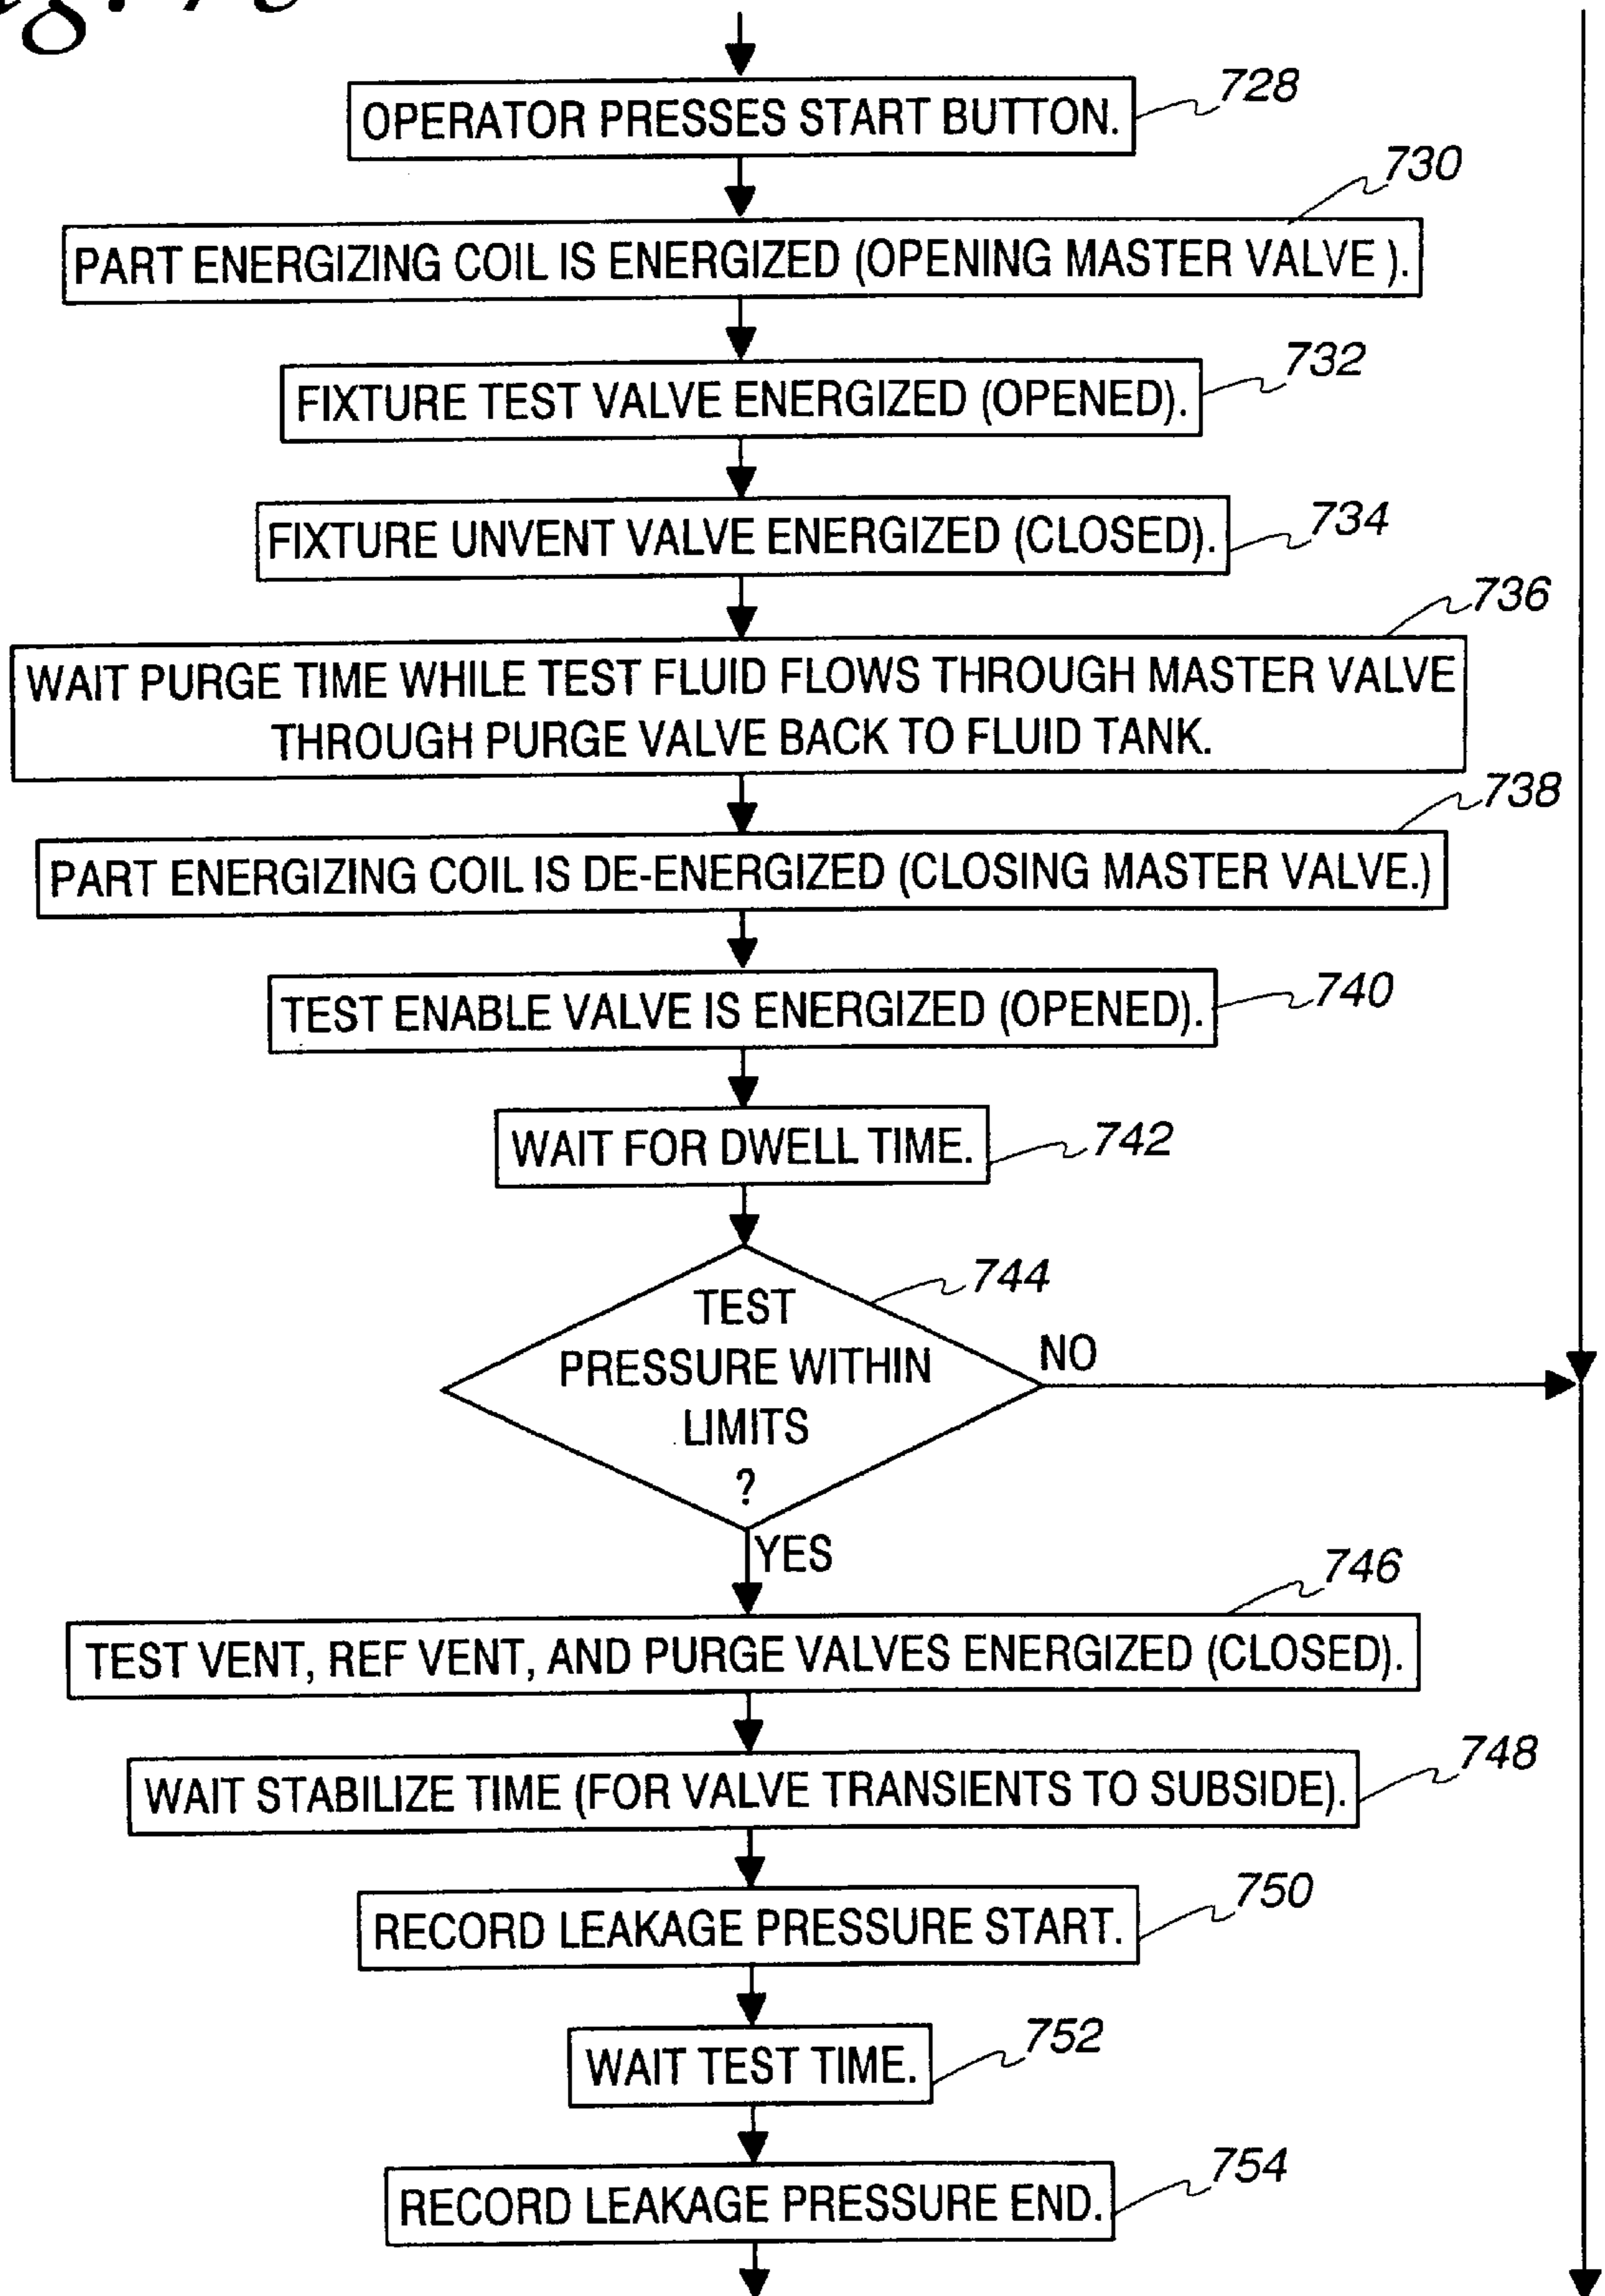 728
OPERATOR PRESSES START BUTTON.
730
PART ENERGIZING COIL IS ENERGIZED (OPENING MASTER VALVE ).
732
FIXTURE TEST VALVE ENERGIZED (OPENED).
734
FIXTURE UNVENT VALVE ENERGIZED (CLOSED).
736
WAIT PURGE TIME WHILE TEST FLUID FLOWS THROUGH MASTER VALVE
THROUGH PURGE VALVE BACK TO FLUID TANK.
738
PART ENERGIZING COIL IS DE-ENERGIZED (CLOSING MASTER VALVE.)
740
TEST ENABLE VALVE IS ENERGIZED (OPENED).
742
WAIT FOR DWELL TIME.
744
TEST
PRESSURE WITHIN
LIMITS
?
NO
YES
746
TEST VENT, REF VENT, AND PURGE VALVES ENERGIZED (CLOSED).
748
WAIT STABILIZE TIME (FOR VALVE TRANSIENTS TO SUBSIDE).
750
RECORD LEAKAGE PRESSURE START.
752
WAIT TEST TIME.
754
RECORD LEAKAGE PRESSURE END.